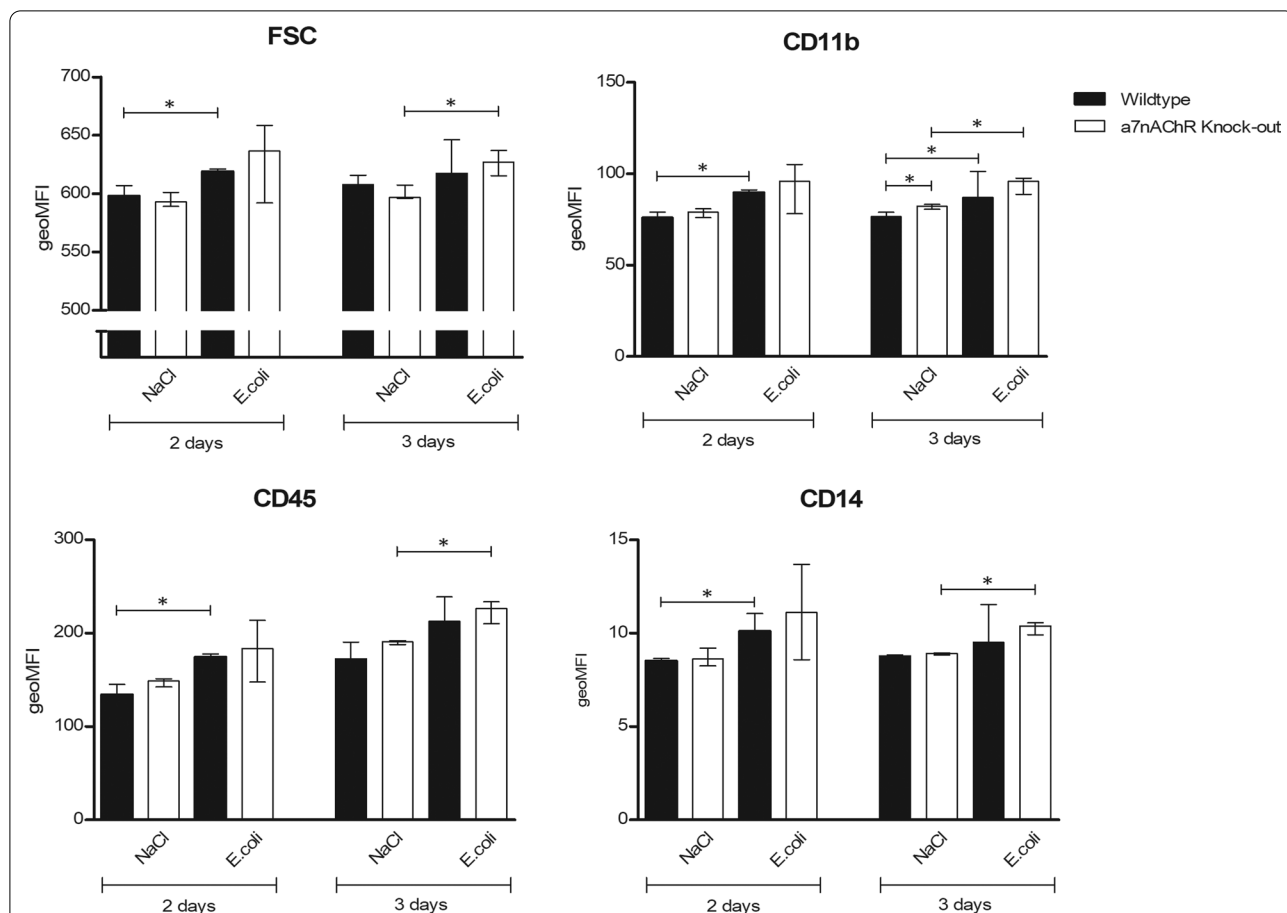 FSC
700
650
600
550
500
geoMFI
*
*
NaCl
E.coli
NaCl
E.coli
2 days
3 days
CD11b
150
100
50
0
geoMFI
*
*
*
*
NaCl
E.coli
NaCl
E.coli
2 days
3 days
Wildtype
a7nAChR Knock-out
CD45
300
200
100
0
geoMFI
*
*
NaCl
E.coli
NaCl
E.coli
2 days
3 days
CD14
15
10
5
0
geoMFI
*
*
NaCl
E.coli
NaCl
E.coli
2 days
3 days